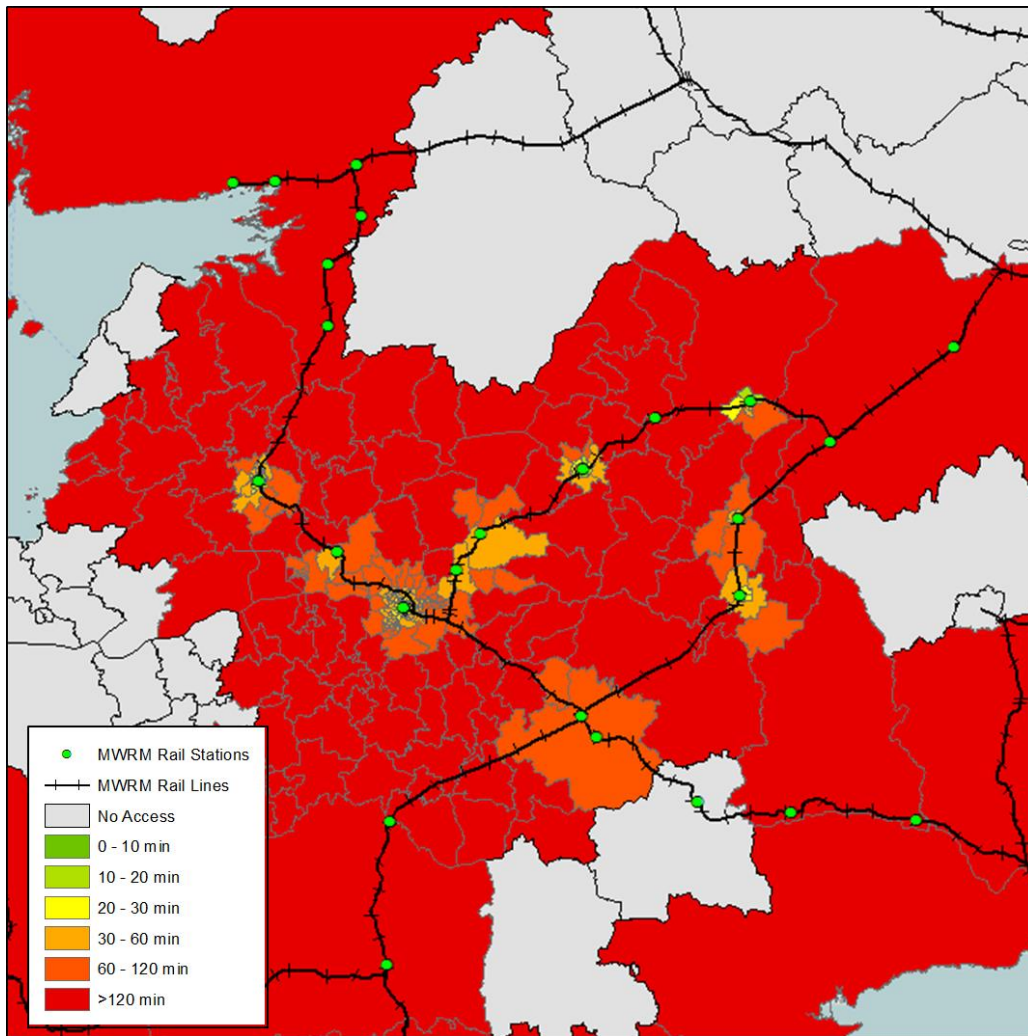 MWRM Rail Stations
MWRM Rail Lines
No Access
0 - 10 min
10 - 20 min
20 - 30 min
30 - 60 min
60 - 120 min
>120 min